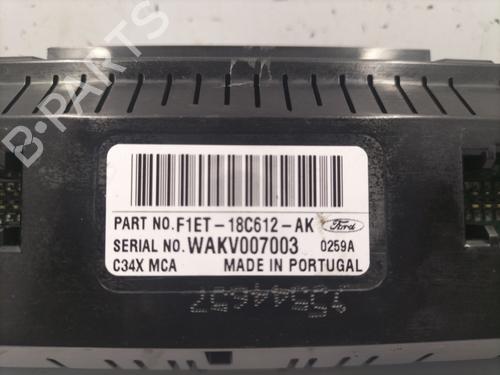 B-PARTS
PART NO. F1ET-18C612-AK Ford
SERIAL NO. WAKV007003 0259A
C34X MCA MADE IN PORTUGAL